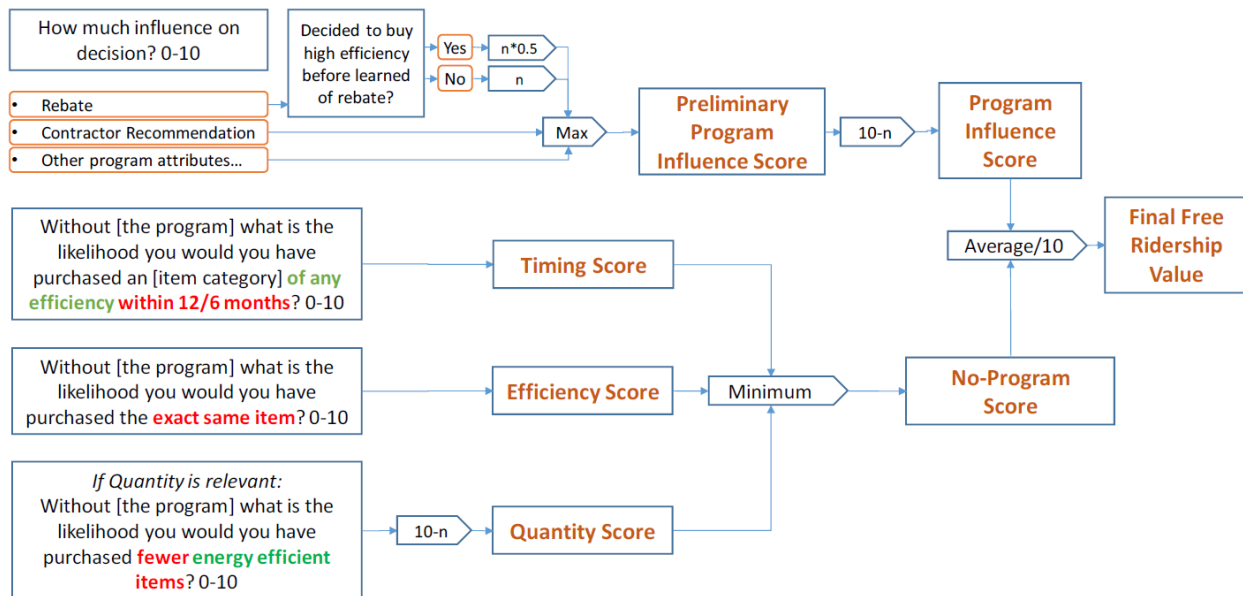 How much influence on
decision? 0-10
Decided to buy
high efficiency
before learned
of rebate?
Yes
n*0.5
No
n
• Rebate
• Contractor Recommendation
• Other program attributes...
Max
Preliminary
Program
Influence Score
10-n
Program
Influence
Score
Without [the program] what is the
likelihood you would you have
purchased an [item category] of any
efficiency within 12/6 months? 0-10
Timing Score
Average/10
Final Free
Ridership
Value
Without [the program] what is the
likelihood you would you have
purchased the exact same item? 0-10
Efficiency Score
Minimum
No-Program
Score
If Quantity is relevant:
Without [the program] what is the
likelihood you would you have
purchased fewer energy efficient
items? 0-10
10-n
Quantity Score